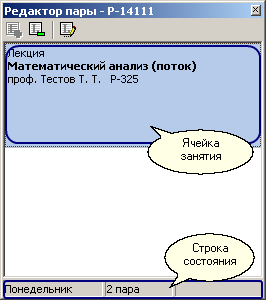 Редактор пары - Р-14111
Лекция
Математический анализ (поток)
проф. Тестов Т. Т. Р-325
Ячейка
занятия
Строка
состояния
Понедельник 2 пара